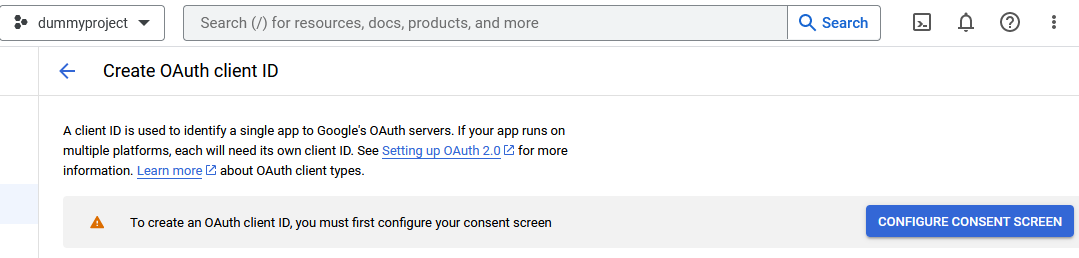 dummyproject
Search (/) for resources, docs, products, and more
Search
Create OAuth client ID
A client ID is used to identify a single app to Google's OAuth servers. If your app runs on
multiple platforms, each will need its own client ID. See Setting up OAuth 2.0 for more
information. Learn more about OAuth client types.
To create an OAuth client ID, you must first configure your consent screen
CONFIGURE CONSENT SCREEN